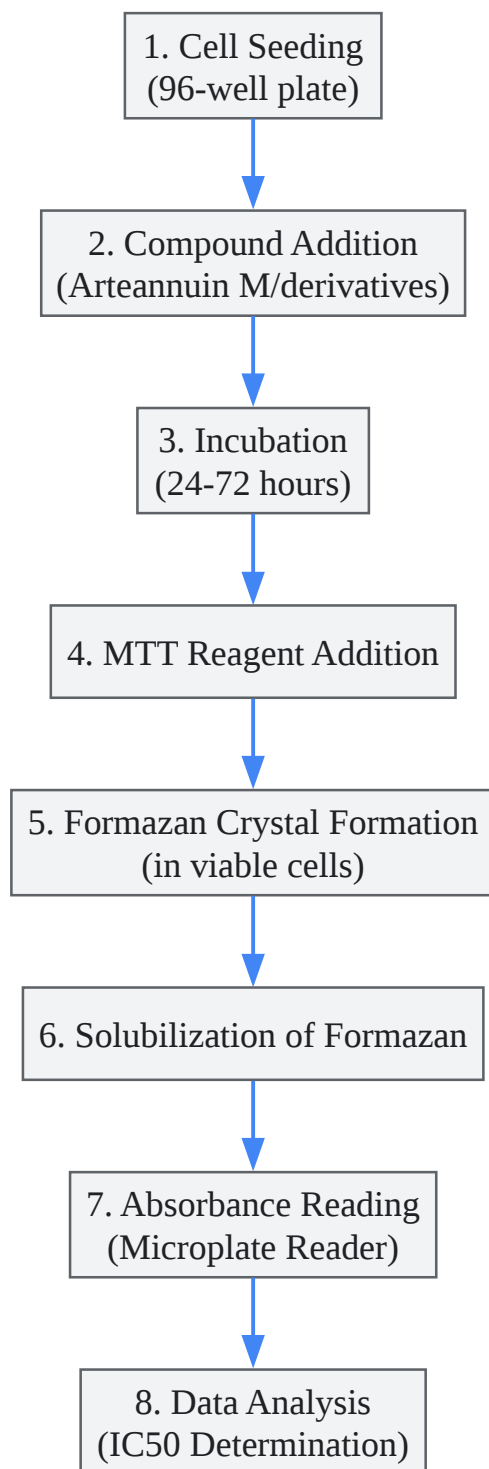 1. Cell Seeding
(96-well plate)
2. Compound Addition
(Arteannuin M/derivatives)
3. Incubation
(24-72 hours)
4. MTT Reagent Addition
5. Formazan Crystal Formation
(in viable cells)
6. Solubilization of Formazan
7. Absorbance Reading
(Microplate Reader)
8. Data Analysis
(IC50 Determination)